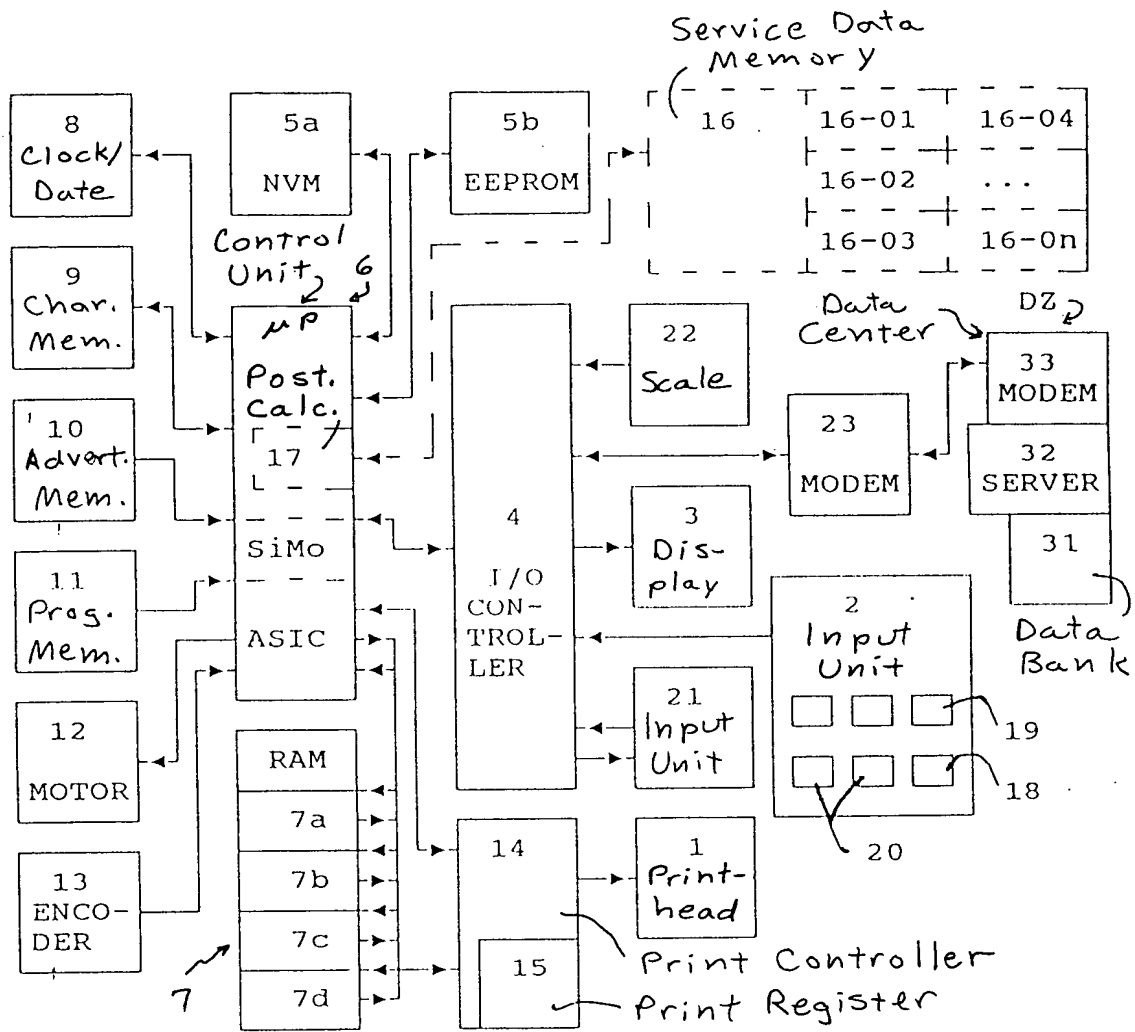 Service Data
Memory
8
Clock/
Date
5a
NVM
5b
EEPROM
16
16-01
16-04
16-02
...
16-03
16-0n
Control
Unit
6
9
Char.
Mem.
µP
Post.
Calc.
17
SiMo
ASIC
10
Advert.
Mem.
11
Prog.
Mem.
12
MOTOR
13
ENCO-
DER
RAM
7a
7b
7c
7d
7
4
I/O
CON-
TROL-
LER
22
Scale
23
MODEM
Data
Center
DZ
33
MODEM
32
SERVER
31
Data
Bank
3
Dis-
play
2
Input
Unit
19
18
20
21
Input
Unit
14
15
1
Print-
head
Print Controller
Print Register